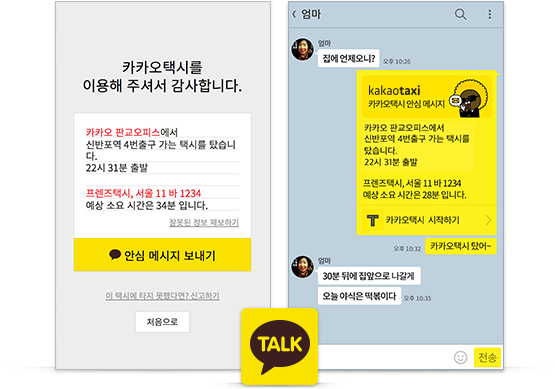 카카오택시를
이용해 주셔서 감사합니다.
카카오 판교오피스에서
신반포역 4번출구 가는 택시를 탔습니
다.
22시 31분 출발
프렌즈택시, 서울 11 바 1234
예상 소요 시간은 34분 입니다.
잘못된 정보 제보하기
안심 메시지 보내기
이 택시에 타지 못했다면? 신고하기
처음으로
TALK
엄마
엄마
집에 언제오니?
오후 10:26
kakaotaxi
카카오택시 안심 메시지
카카오 판교오피스에서
신반포역 4번출구 가는 택시를 탔
습니다.
22시 31분 출발
프렌즈택시, 서울 11바 1234
예상 소요 시간은 28분 입니다.
T 카카오택시 시작하기
오후 10:32
카카오택시 탔어~
엄마
30분 뒤에 집앞으로 나갈게
오늘 야식은 떡볶이다
오후 10:35
전송